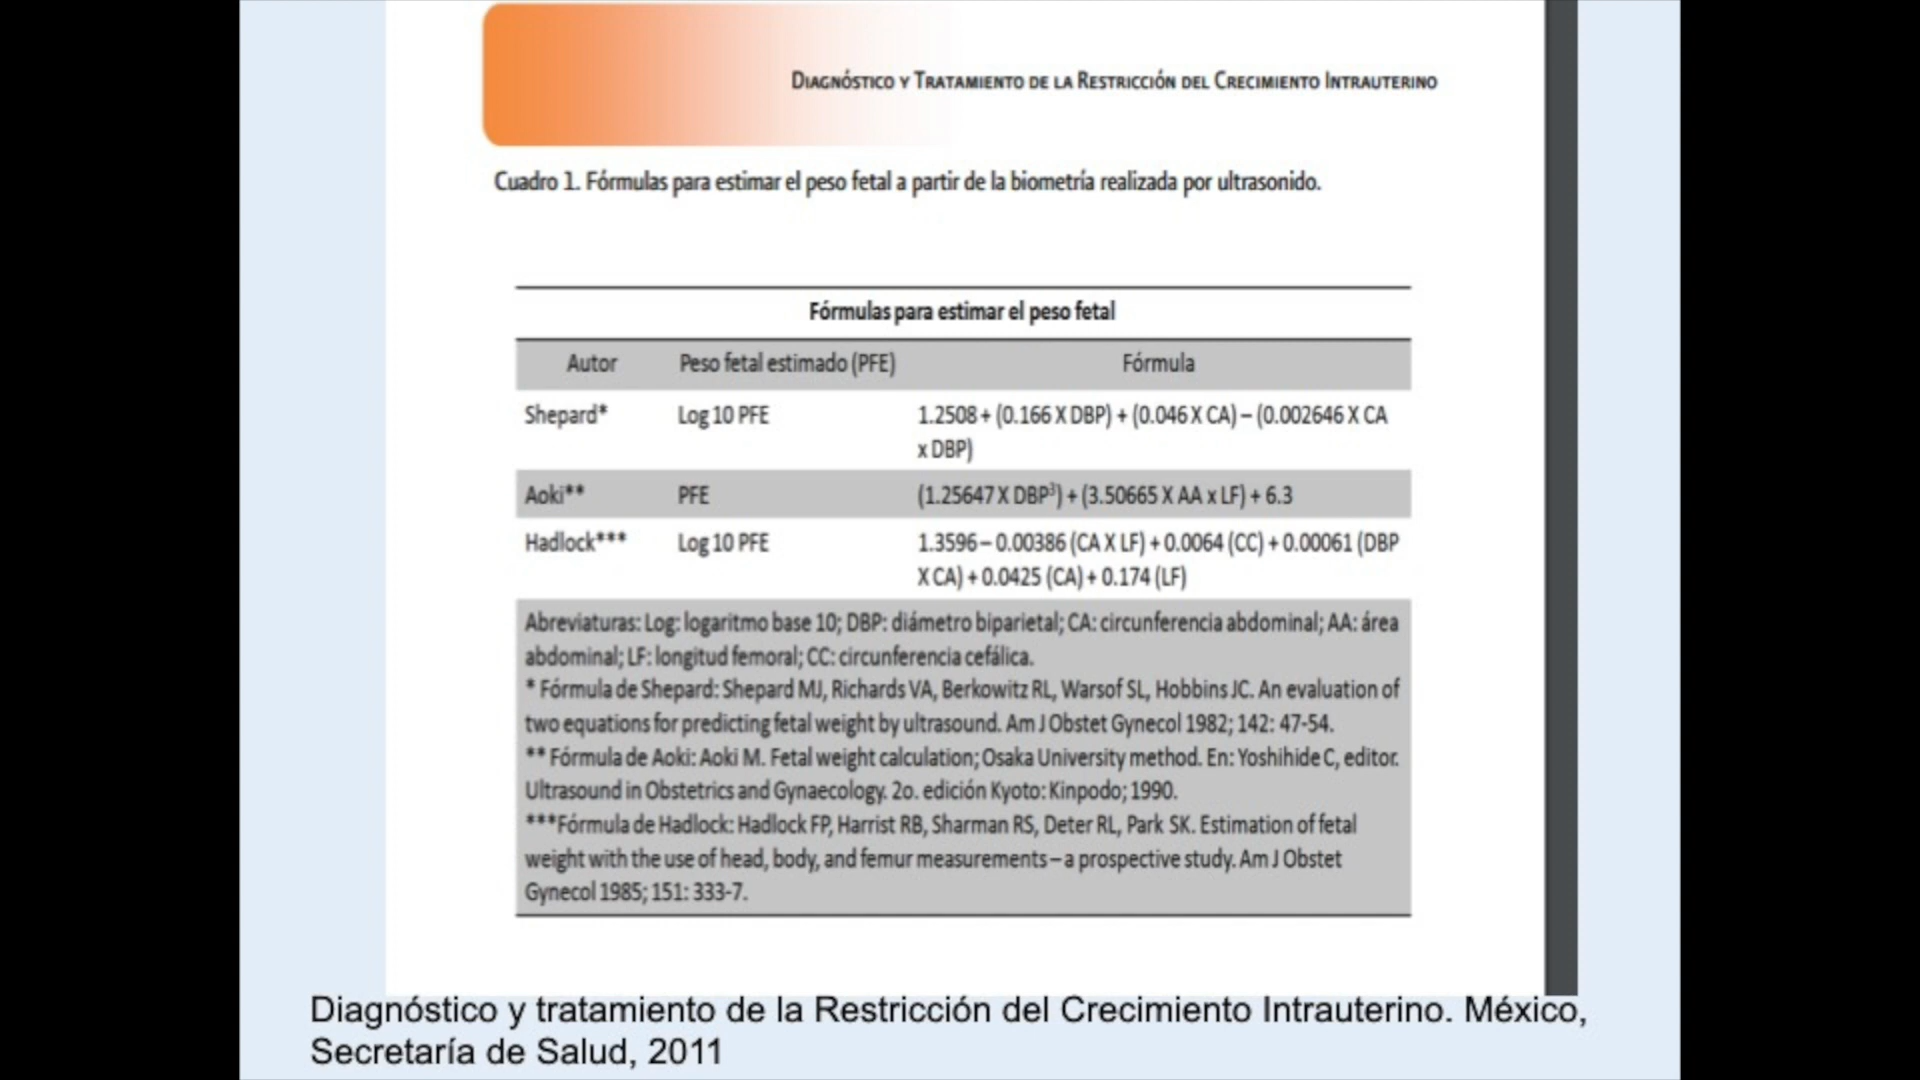 DIAGNÓSTICO Y TRATAMIENTO DE LA RESTRICCIÓN DEL CRECIMIENTO INTRAUTERINO
Cuadro 1. Fórmulas para estimar el peso fetal a partir de la biometría realizada por ultrasonido.
Fórmulas para estimar el peso fetal
Autor Peso fetal estimado (PFE) Fórmula
Shepard* Log 10 PFE 1.2508 + (0.166 X DBP) + (0.046 X CA) – (0.002646 X CA
x DBP)
Aoki** PFE (1.25647 X DBP³) + (3.50665 X AA x LF) + 6.3
Hadlock*** Log 10 PFE 1.3596 – 0.00386 (CA X LF) + 0.0064 (CC) + 0.00061 (DBP
X CA) + 0.0425 (CA) + 0.174 (LF)
Abreviaturas: Log: logaritmo base 10; DBP: diámetro biparietal; CA: circunferencia abdominal; AA: área
abdominal; LF: longitud femoral; CC: circunferencia cefálica.
* Fórmula de Shepard: Shepard MJ, Richards VA, Berkowitz RL, Warsof SL, Hobbins JC. An evaluation of
two equations for predicting fetal weight by ultrasound. Am J Obstet Gynecol 1982; 142: 47-54.
** Fórmula de Aoki: Aoki M. Fetal weight calculation; Osaka University method. En: Yoshihide C, editor.
Ultrasound in Obstetrics and Gynaecology. 2o. edición Kyoto: Kinpodo; 1990.
***Fórmula de Hadlock: Hadlock FP, Harrist RB, Sharman RS, Deter RL, Park SK. Estimation of fetal
weight with the use of head, body, and femur measurements – a prospective study. Am J Obstet
Gynecol 1985; 151: 333-7.
Diagnóstico y tratamiento de la Restricción del Crecimiento Intrauterino. México,
Secretaría de Salud, 2011